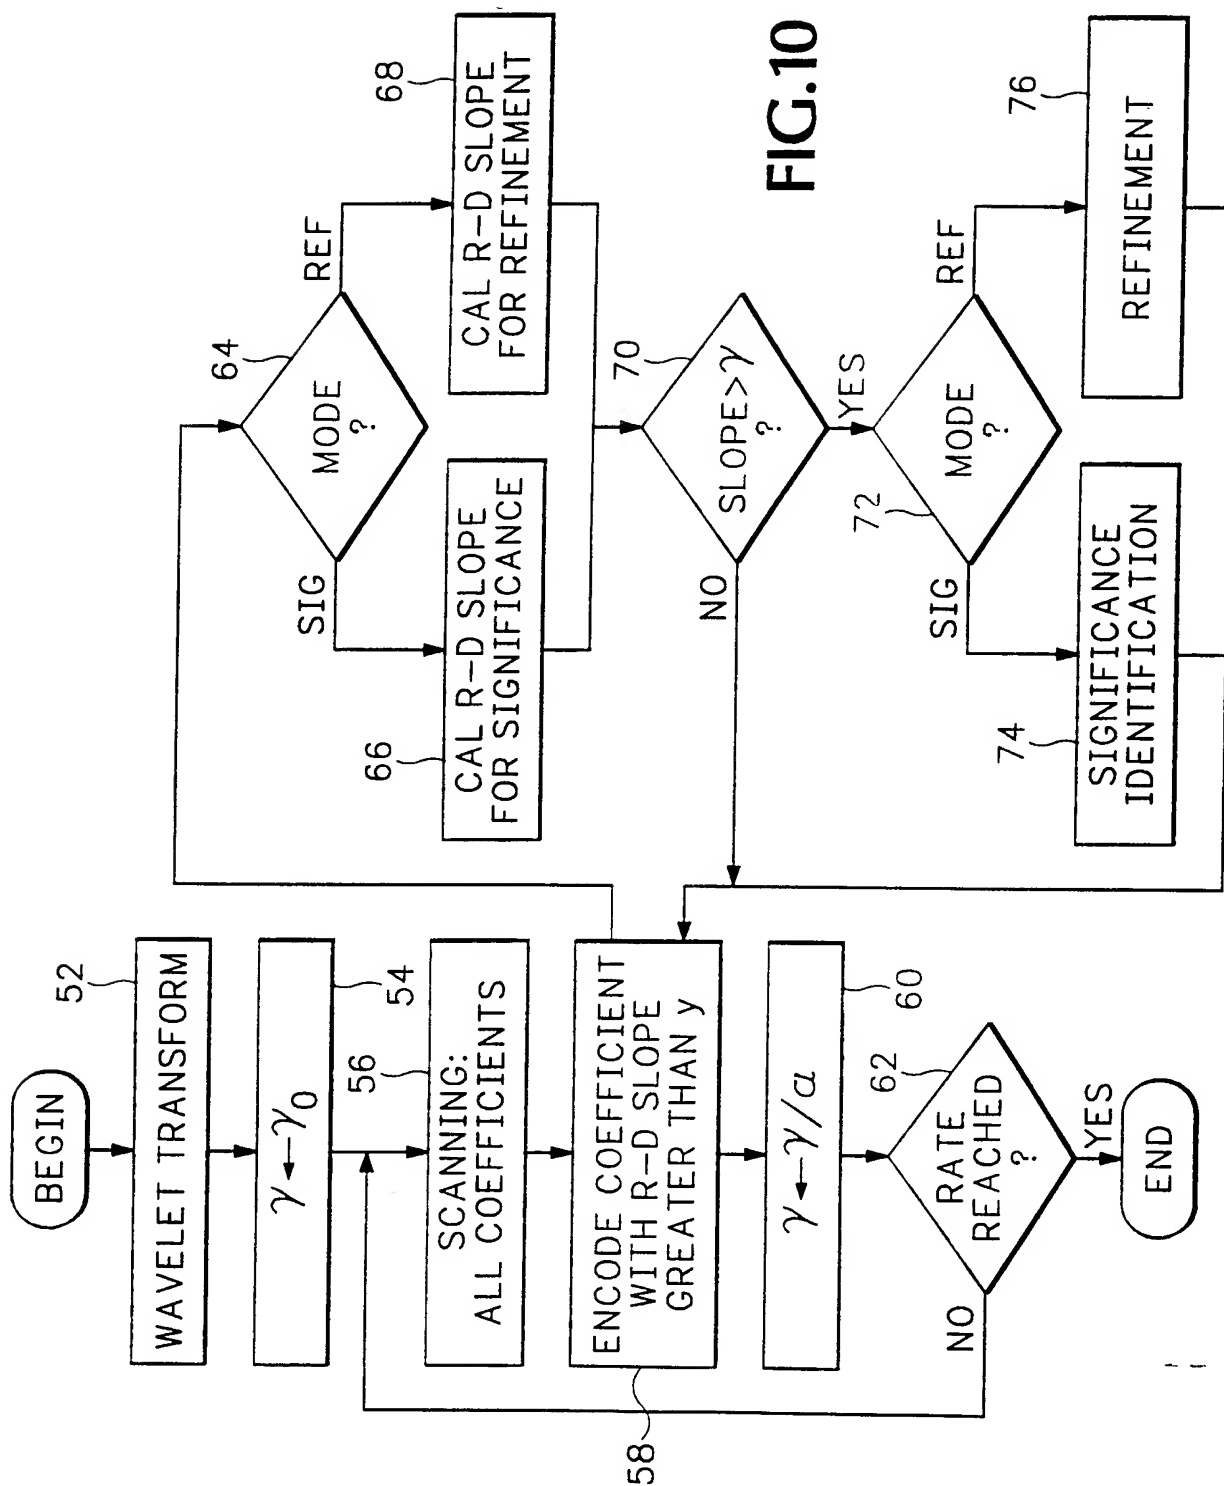 BEGIN
52
WAVELET TRANSFORM
54
γ←γ0
56
SCANNING:
ALL COEFFICIENTS
58
ENCODE COEFFICIENT
WITH R-D SLOPE
GREATER THAN y
60
γ←γ/a
62
RATE
REACHED
?
NO
YES
END
64
MODE
?
SIG
REF
66
CAL R-D SLOPE
FOR SIGNIFICANCE
68
CAL R-D SLOPE
FOR REFINEMENT
70
SLOPE>γ
?
NO
YES
72
MODE
?
SIG
REF
74
SIGNIFICANCE
IDENTIFICATION
76
REFINEMENT
FIG.10